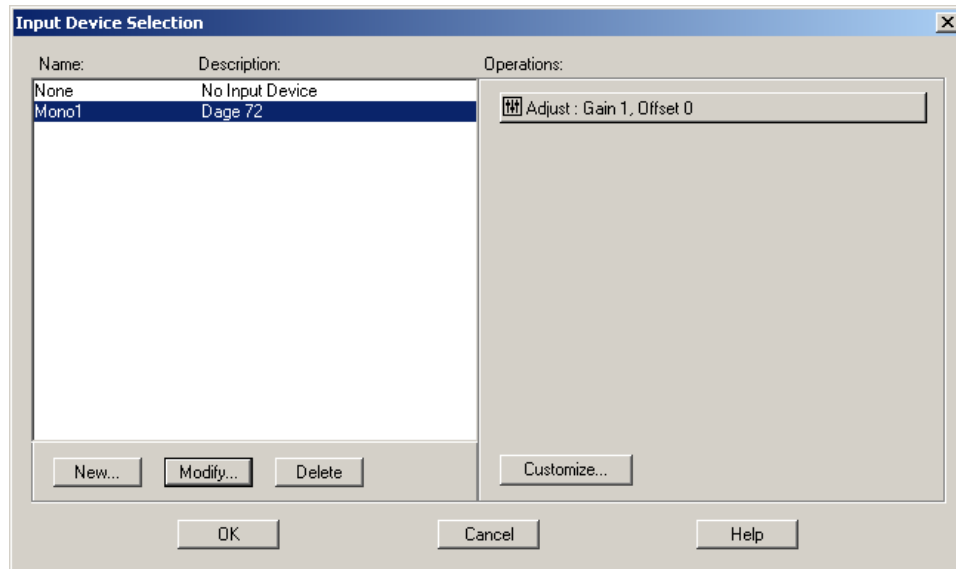 Input Device Selection
Name: Description: Operations:
None No Input Device
Mono1 Dage 72
Adjust : Gain 1, Offset 0
New... Modify... Delete Customize...
OK Cancel Help